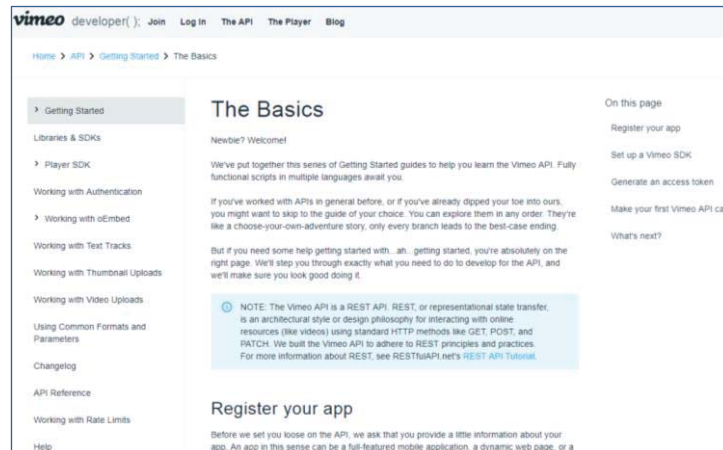 vimeo developer( ); Join Log In The API The Player Blog
Home > API > Getting Started > The Basics
> Getting Started
Libraries & SDKs
> Player SDK
Working with Authentication
> Working with oEmbed
Working with Text Tracks
Working with Thumbnail Uploads
Working with Video Uploads
Using Common Formats and
Parameters
Changelog
API Reference
Working with Rate Limits
Help
The Basics
Newbie? Welcome!
We've put together this series of Getting Started guides to help you learn the Vimeo API. Fully
functional scripts in multiple languages await you.
If you've worked with APIs in general before, or if you've already dipped your toe into ours,
you might want to skip to the guide of your choice. You can explore them in any order. They're
like a choose-your-own-adventure story, only every branch leads to the best-case ending.
But if you need some help getting started with...ah...getting started, you're absolutely on the
right page. We'll step you through exactly what you need to do to develop for the API, and
we'll make sure you look good doing it.
NOTE: The Vimeo API is a REST API. REST, or representational state transfer,
is an architectural style or design philosophy for interacting with online
resources (like videos) using standard HTTP methods like GET, POST, and
PATCH. We built the Vimeo API to adhere to REST principles and practices.
For more information about REST, see RESTfulAPI.net's REST API Tutorial.
Register your app
Before we set you loose on the API, we ask that you provide a little information about your
app. An app in this sense can be a full-featured mobile application, a dynamic web page, or a
On this page
Register your app
Set up a Vimeo SDK
Generate an access token
Make your first Vimeo API ca
What's next?